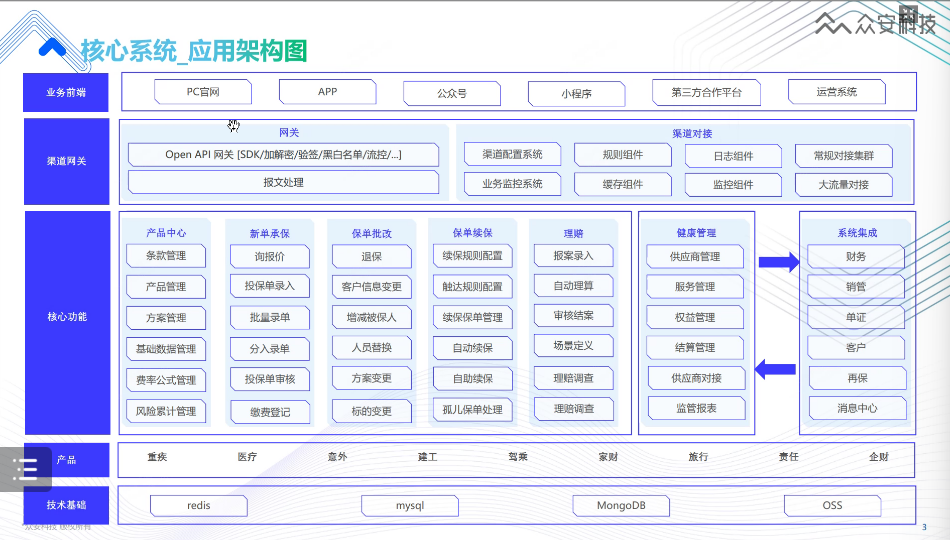 众安科技
核心系统_应用架构图
业务前端
PC官网
APP
公众号
小程序
第三方合作平台
运营系统
渠道网关
网关
Open API 网关 [SDK/加解密/验签/黑白名单/流控/...]
报文处理
渠道对接
渠道配置系统
规则组件
日志组件
常规对接集群
业务监控系统
缓存组件
监控组件
大流量对接
核心功能
产品中心
条款管理
产品管理
方案管理
基础数据管理
费率公式管理
风险累计管理
新单承保
询报价
投保单录入
批量录单
分入录单
投保单审核
缴费登记
保单批改
退保
客户信息变更
增减被保人
人员替换
方案变更
标的变更
保单续保
续保规则配置
触达规则配置
续保保单管理
自动续保
自助续保
孤儿保单处理
理赔
报案录入
自动理算
审核结案
场景定义
理赔调查
理赔调查
健康管理
供应商管理
服务管理
权益管理
结算管理
供应商对接
监管报表
系统集成
财务
销管
单证
客户
再保
消息中心
产品
重疾
医疗
意外
建工
驾乘
家财
旅行
责任
企财
技术基础
redis
mysql
MongoDB
OSS
众安科技 版权所有
3